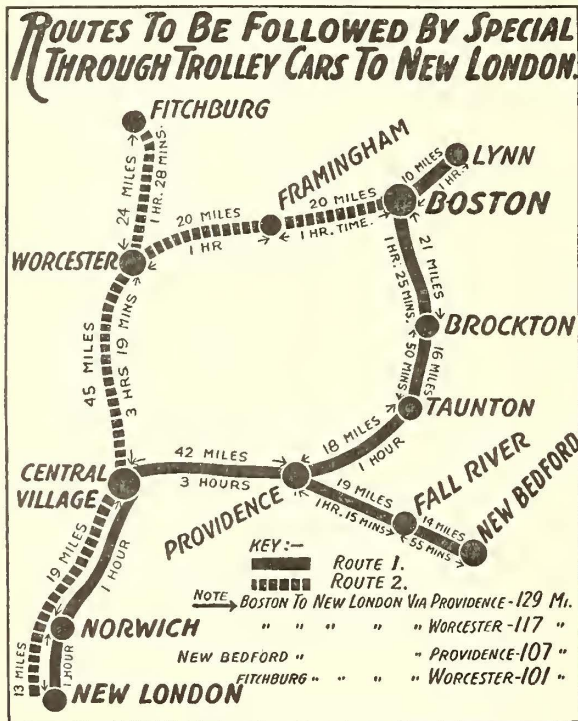 ROUTES TO BE FOLLOWED BY SPECIAL
THROUGH TROLLEY CARS TO NEW LONDON.
FITCHBURG
24 MILES
1 HR. 28 MINS.
FRAMINGHAM
LYNN
10 MILES
1 HR.
BOSTON
20 MILES
1 HR
20 MILES
1 HR. TIME.
WORCESTER
21 MILES
1 HR. 25 MINS.
BROCKTON
45 MILES
3 HRS 19 MINS
16 MILES
50 MINS
TAUNTON
18 MILES
1 HOUR
42 MILES
3 HOURS
CENTRAL
VILLAGE
PROVIDENCE
19 MILES
1 HR. 15 MINS
FALL RIVER
14 MILES
55 MINS
NEW BEDFORD
19 MILES
1 HOUR
KEY:-
ROUTE 1.
ROUTE 2.
NOTE BOSTON TO NEW LONDON VIA PROVIDENCE-129 MI.
" " " " " WORCESTER-117 "
NEW BEDFORD " " PROVIDENCE-107 "
FITCHBURG " " " " WORCESTER-101 "
NORWICH
13 MILES
1 HOUR
NEW LONDON